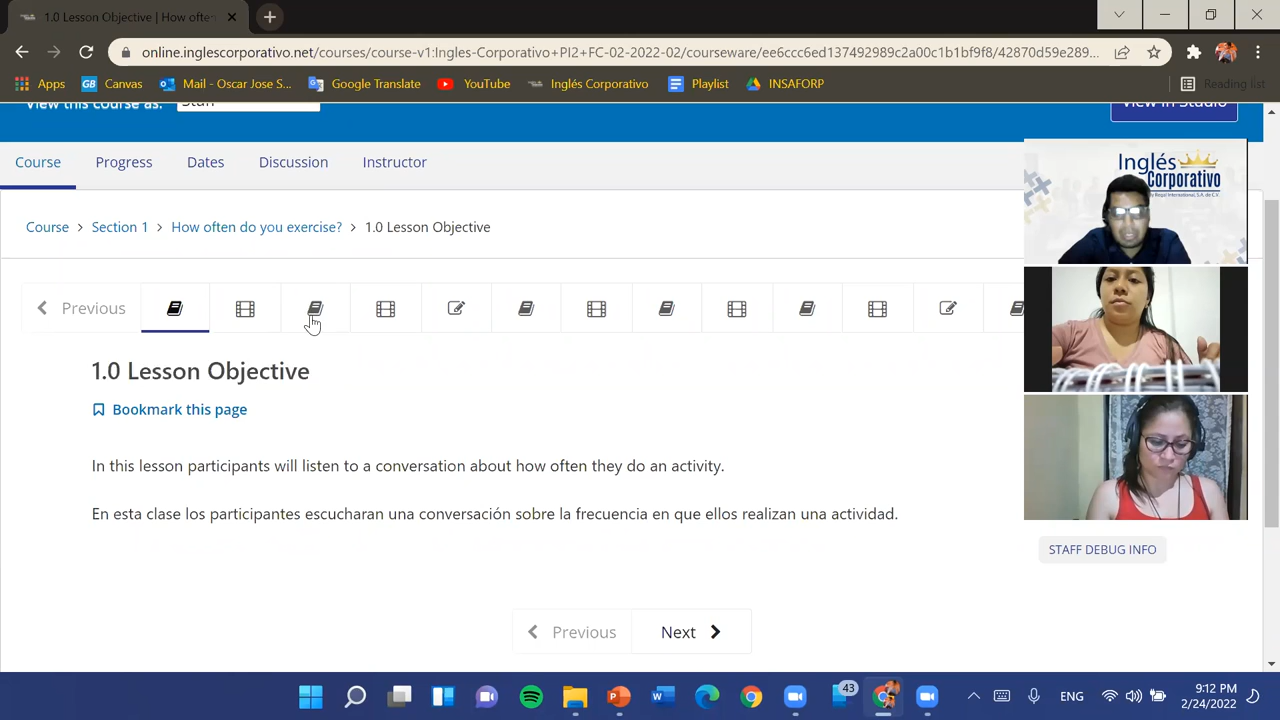 1.0 Lesson Objective | How ofte
online.inglescorporativo.net/courses/course-v1:Ingles-Corporativo+PI2+FC-02-2022-02/courseware/ee6ccc6ed137492989c2a00c1b1bf9f8/42870d59e289...
Apps
GB Canvas
Mail - Oscar Jose S...
Google Translate
YouTube
Inglés Corporativo
Playlist
INSAFORP
Reading list
View this course as:
Staff
View in Studio
Course
Progress
Dates
Discussion
Instructor
Course > Section 1 > How often do you exercise? > 1.0 Lesson Objective
Previous
1.0 Lesson Objective
Bookmark this page
In this lesson participants will listen to a conversation about how often they do an activity.
En esta clase los participantes escucharan una conversación sobre la frecuencia en que ellos realizan una actividad.
Previous
Next
Inglés
Corporativo
STAFF DEBUG INFO
43
ENG
9:12 PM
2/24/2022